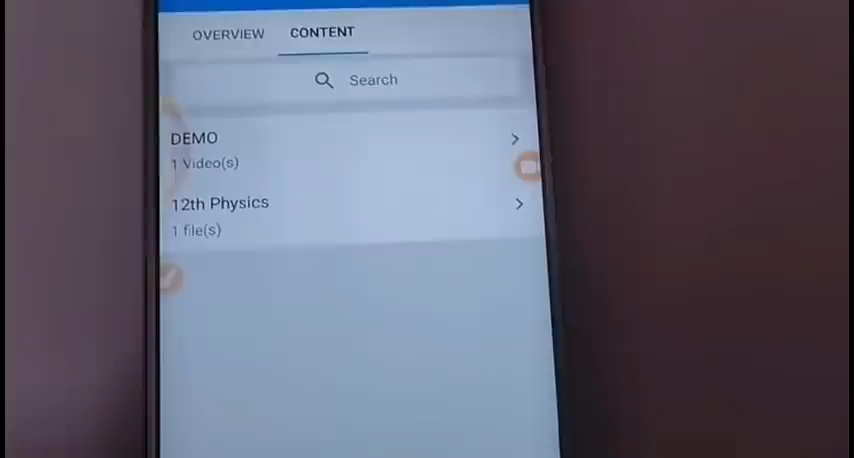 OVERVIEW CONTENT
Search
DEMO
1 Video(s)
12th Physics
1 file(s)